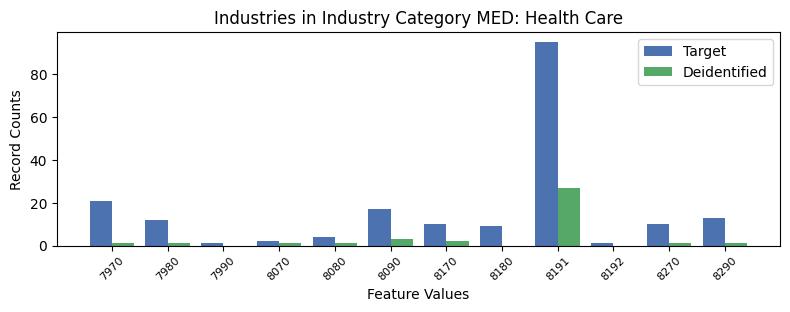 Industries in Industry Category MED: Health Care
Target
Deidentified
Record Counts
80
60
40
20
0
7970 7980 7990 8070 8080 8090 8170 8180 8191 8192 8270 8290
Feature Values